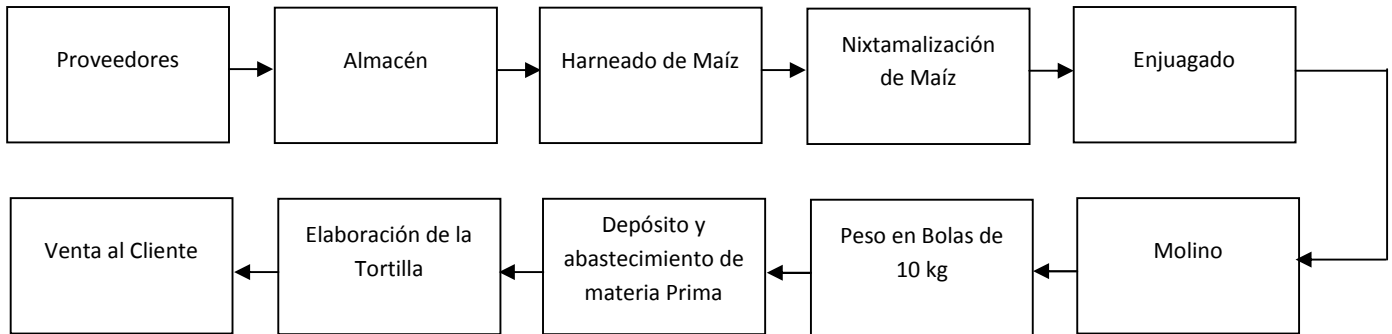 Proveedores
Almacén
Harneado de Maíz
Nixtamalización
de Maíz
Enjuagado
Molino
Peso en Bolas de
10 kg
Depósito y
abastecimiento de
materia Prima
Elaboración de la
Tortilla
Venta al Cliente